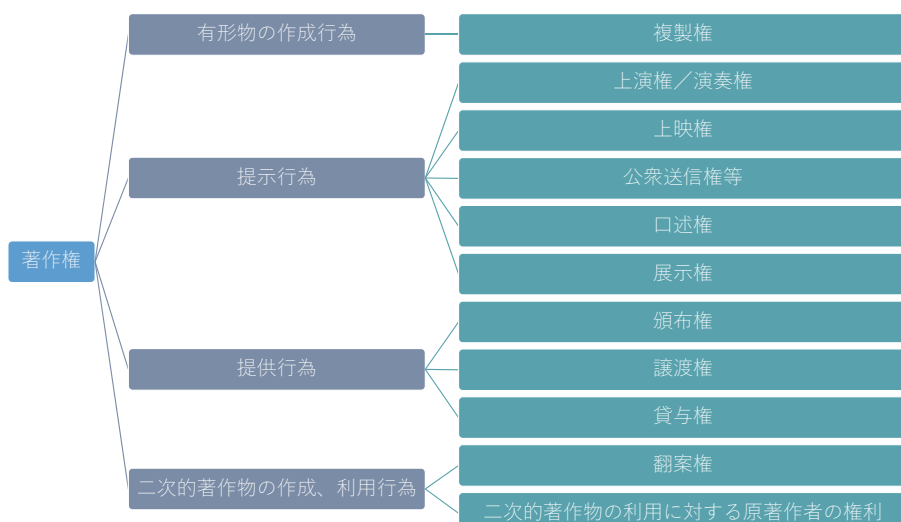 著作権
有形物の作成行為
複製権
提示行為
上演権／演奏権
上映権
公衆送信権等
口述権
展示権
提供行為
頒布権
譲渡権
貸与権
二次的著作物の作成、利用行為
翻案権
二次的著作物の利用に対する原著作者の権利